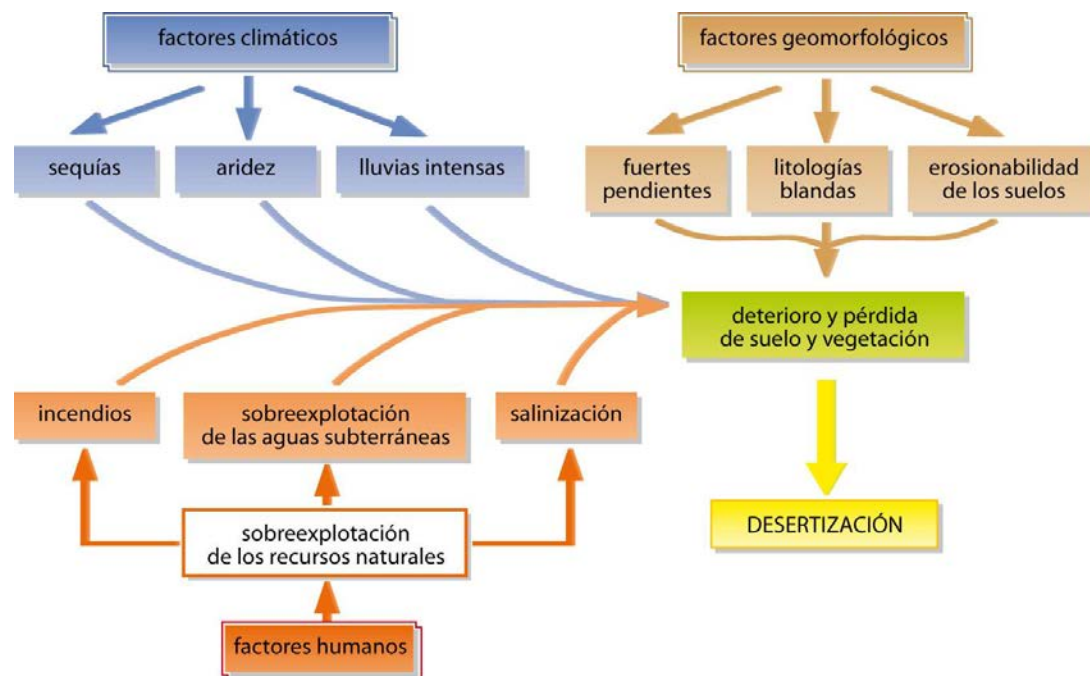 factores climáticos
factores geomorfológicos
sequías
aridez
lluvias intensas
fuertes
pendientes
litologías
blandas
erosionabilidad
de los suelos
deterioro y pérdida
de suelo y vegetación
incendios
sobreexplotación
de las aguas subterráneas
salinización
DESERTIZACIÓN
sobreexplotación
de los recursos naturales
factores humanos